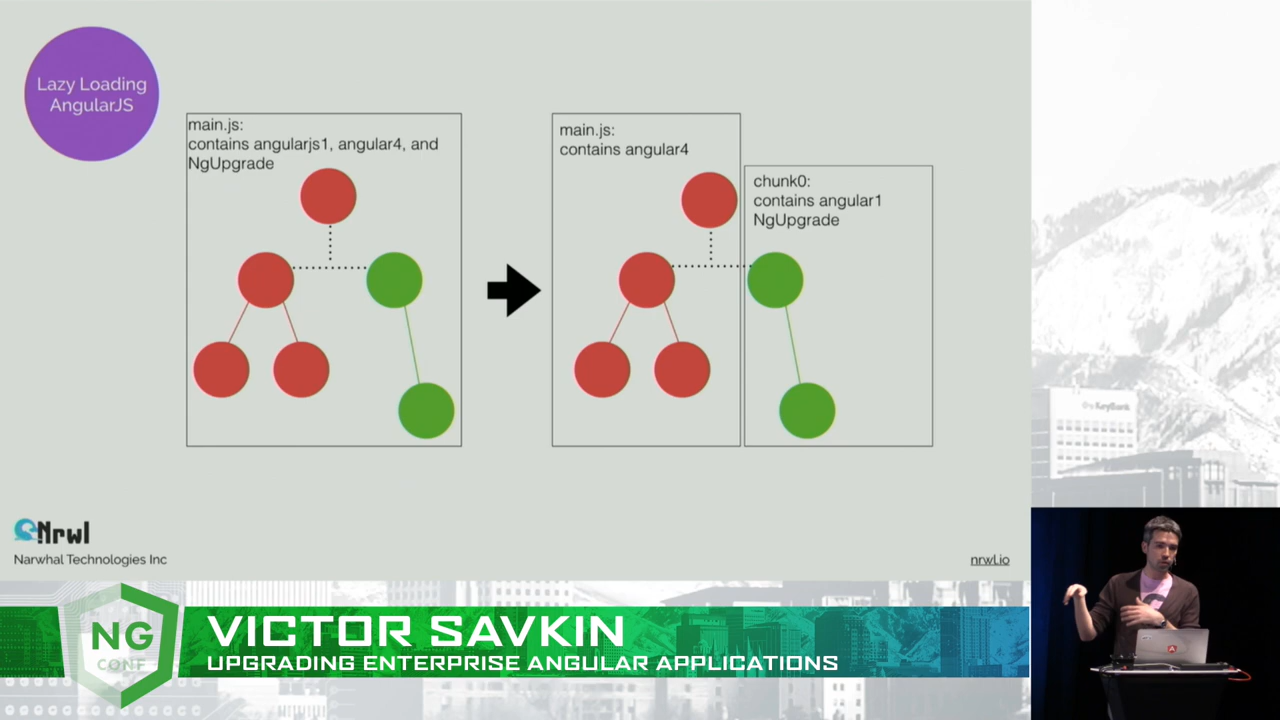 Lazy Loading
AngularJS
main.js:
contains angularjs1, angular4, and
NgUpgrade
main.js:
contains angular4
chunk0:
contains angular1
NgUpgrade
Nrwl
Narwhal Technologies Inc
nrwl.io
KeyBank
NG
CONF
VICTOR SAVKIN
UPGRADING ENTERPRISE ANGULAR APPLICATIONS